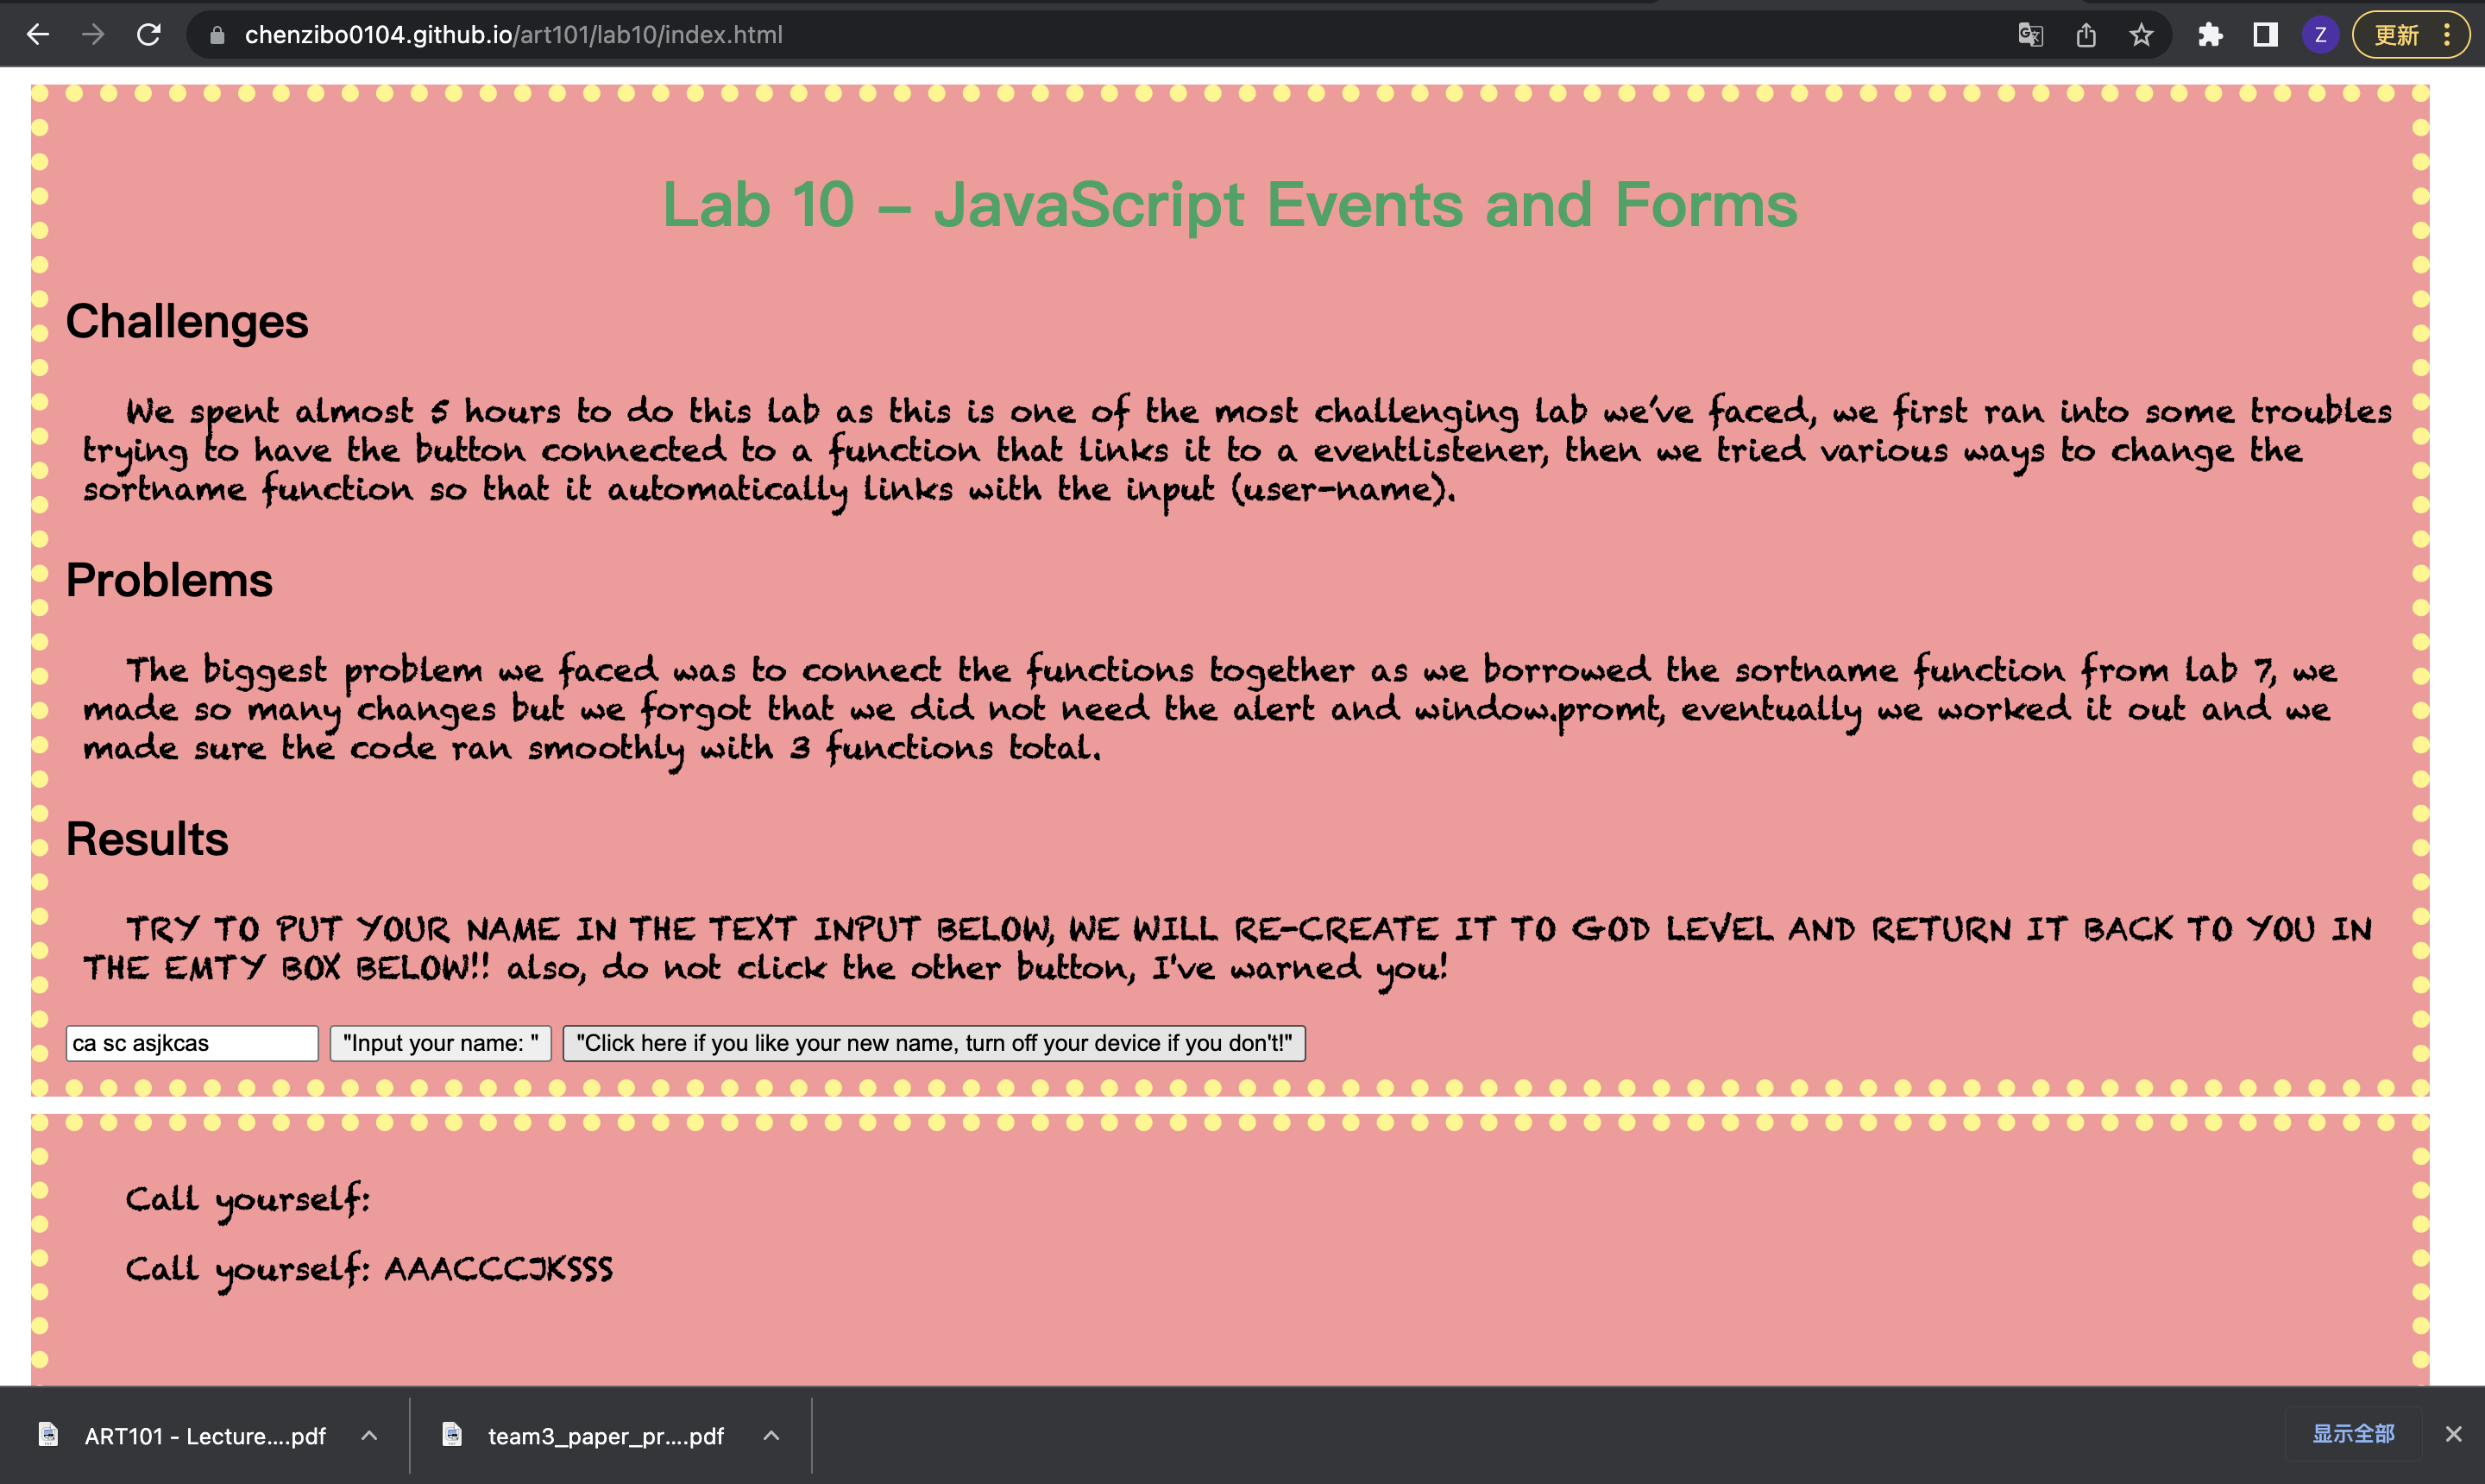 chenzibo0104.github.io/art101/lab10/index.html
Z
更新
Lab 10 – JavaScript Events and Forms
Challenges
We spent almost 5 hours to do this lab as this is one of the most challenging lab we've faced, we first ran into some troubles
trying to have the button connected to a function that links it to a eventlistener, then we tried various ways to change the
sortname function so that it automatically links with the input (user-name).
Problems
The biggest problem we faced was to connect the functions together as we borrowed the sortname function from lab 7, we
made so many changes but we forgot that we did not need the alert and window.promt, eventually we worked it out and we
made sure the code ran smoothly with 3 functions total.
Results
TRY TO PUT YOUR NAME IN THE TEXT INPUT BELOW, WE WILL RE-CREATE IT TO GOD LEVEL AND RETURN IT BACK TO YOU IN
THE EMTY BOX BELOW!! also, do not click the other button, I've warned you!
ca sc asjkcas "Input your name: " "Click here if you like your new name, turn off your device if you don't!"
Call yourself:
Call yourself: AAACCCJKSSS
ART101 - Lecture....pdf team3_paper_pr....pdf 显示全部